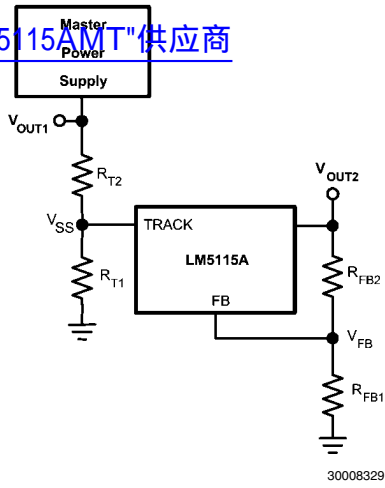 Master
5115AMT"供应商
Power
Supply
VOUT1
RT2
VSS
TRACK
VOUT2
LM5115A
RT1
RFB2
FB
VFB
RFB1
30008329